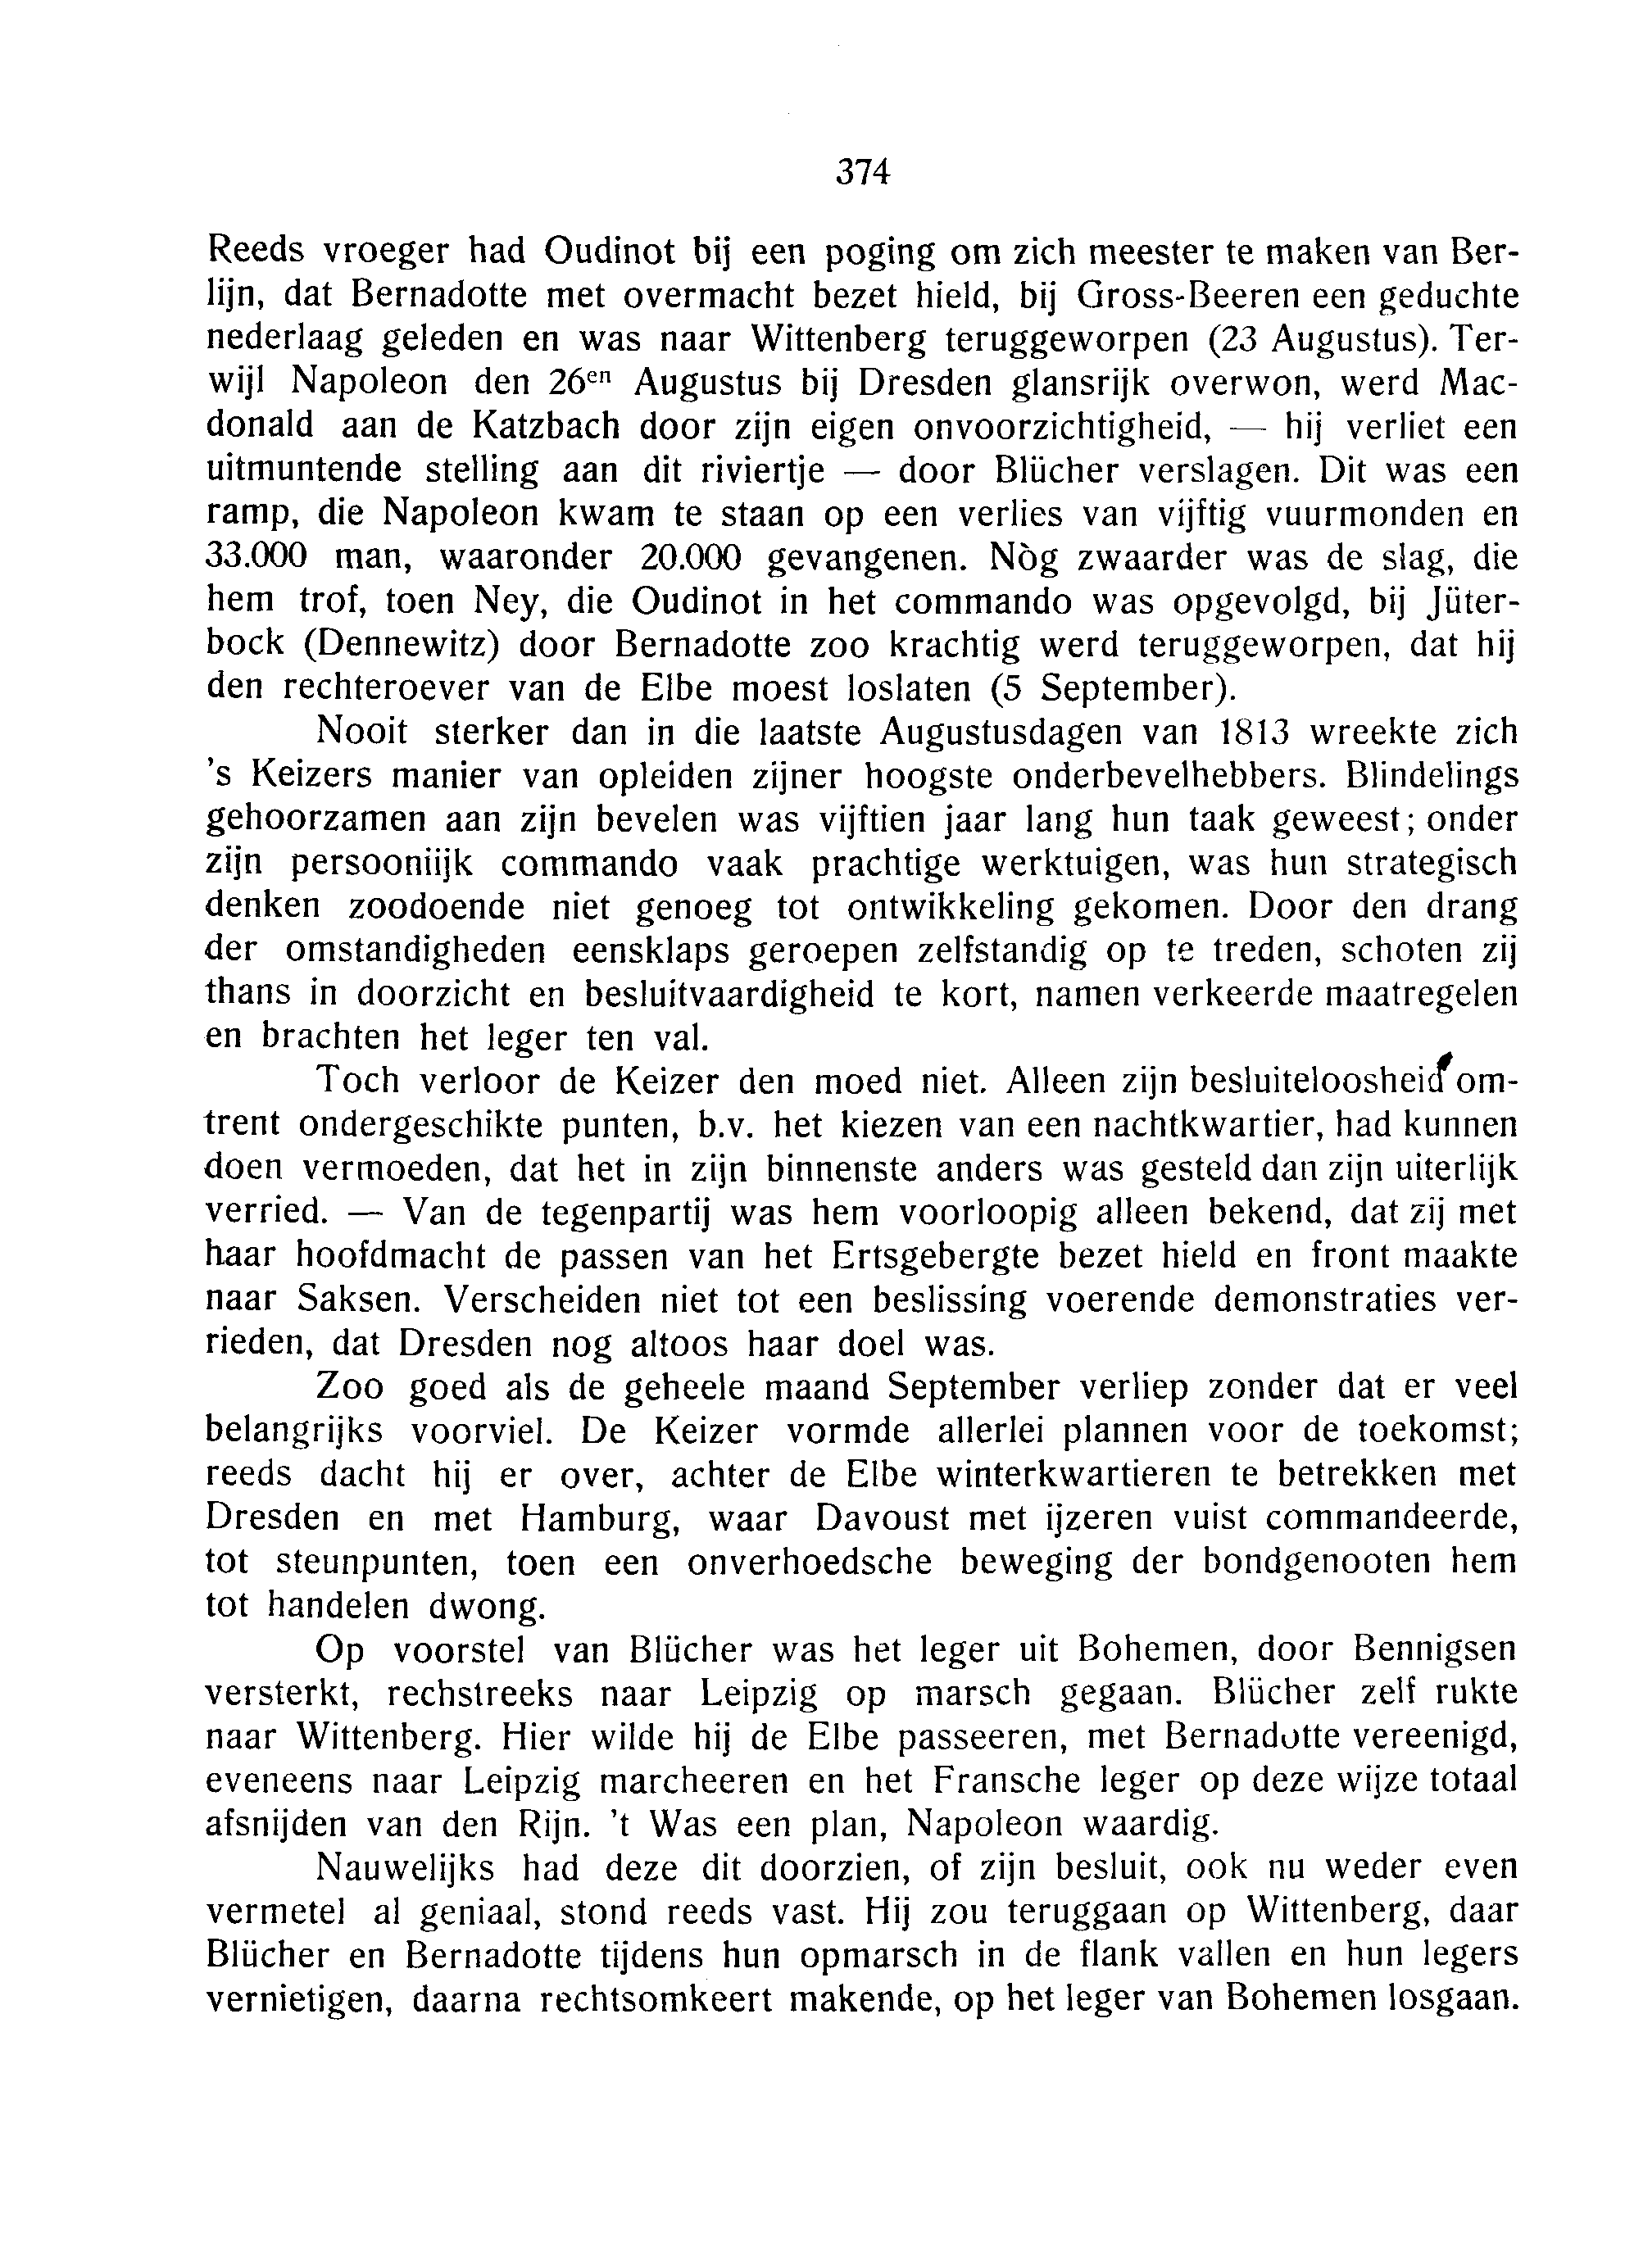 374
Reeds vroeger had Oudinot bij een poging om zich meester te maken van Ber-
lijn, dat Bernadotte met overmacht bezet hield, bij Gross-Beeren een geduchte
nederlaag geleden en was naar Wittenberg teruggeworpen (23 Augustus). Ter-
wijl Napoleon den 26en Augustus bij Dresden glansrijk overwon, werd Mac-
donald aan de Katzbach door zijn eigen onvoorzichtigheid, — hij verliet een
uitmuntende stelling aan dit riviertje — door Blücher verslagen. Dit was een
ramp, die Napoleon kwam te staan op een verlies van vijftig vuurmonden en
33.000 man, waaronder 20.000 gevangenen. Nòg zwaarder was de slag, die
hem trof, toen Ney, die Oudinot in het commando was opgevolgd, bij Jüter-
bock (Dennewitz) door Bernadotte zoo krachtig werd teruggeworpen, dat hij
den rechteroever van de Elbe moest loslaten (5 September).
Nooit sterker dan in die laatste Augustusdagen van 1813 wreekte zich
's Keizers manier van opleiden zijner hoogste onderbevelhebbers. Blindelings
gehoorzamen aan zijn bevelen was vijftien jaar lang hun taak geweest; onder
zijn persooniijk commando vaak prachtige werktuigen, was hun strategisch
denken zoodoende niet genoeg tot ontwikkeling gekomen. Door den drang
der omstandigheden eensklaps geroepen zelfstandig op te treden, schoten zij
thans in doorzicht en besluitvaardigheid te kort, namen verkeerde maatregelen
en brachten het leger ten val.
Toch verloor de Keizer den moed niet. Alleen zijn besluiteloosheid om-
trent ondergeschikte punten, b.v. het kiezen van een nachtkwartier, had kunnen
doen vermoeden, dat het in zijn binnenste anders was gesteld dan zijn uiterlijk
verried. — Van de tegenpartij was hem voorloopig alleen bekend, dat zij met
haar hoofdmacht de passen van het Ertsgebergte bezet hield en front maakte
naar Saksen. Verscheiden niet tot een beslissing voerende demonstraties ver-
rieden, dat Dresden nog altoos haar doel was.
Zoo goed als de geheele maand September verliep zonder dat er veel
belangrijks voorviel. De Keizer vormde allerlei plannen voor de toekomst;
reeds dacht hij er over, achter de Elbe winterkwartieren te betrekken met
Dresden en met Hamburg, waar Davoust met ijzeren vuist commandeerde,
tot steunpunten, toen een onverhoedsche beweging der bondgenooten hem
tot handelen dwong.
Op voorstel van Blücher was het leger uit Bohemen, door Bennigsen
versterkt, rechstreeks naar Leipzig op marsch gegaan. Blücher zelf rukte
naar Wittenberg. Hier wilde hij de Elbe passeeren, met Bernadotte vereenigd,
eveneens naar Leipzig marcheeren en het Fransche leger op deze wijze totaal
afsnijden van den Rijn. 't Was een plan, Napoleon waardig.
Nauwelijks had deze dit doorzien, of zijn besluit, ook nu weder even
vermetel al geniaal, stond reeds vast. Hij zou teruggaan op Wittenberg, daar
Blücher en Bernadotte tijdens hun opmarsch in de flank vallen en hun legers
vernietigen, daarna rechtsomkeert makende, op het leger van Bohemen losgaan.